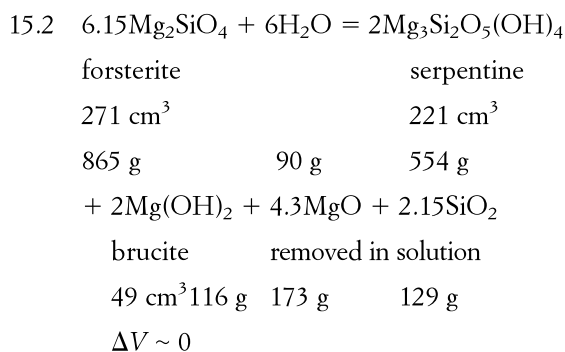 15.2 6.15Mg₂SiO₄ + 6H₂O = 2Mg₃Si₂O₅(OH)₄
forsterite serpentine
271 cm³ 221 cm³
865 g 90 g 554 g
+ 2Mg(OH)₂ + 4.3MgO + 2.15SiO₂
brucite removed in solution
49 cm³116 g 173 g 129 g
ΔV ~ 0